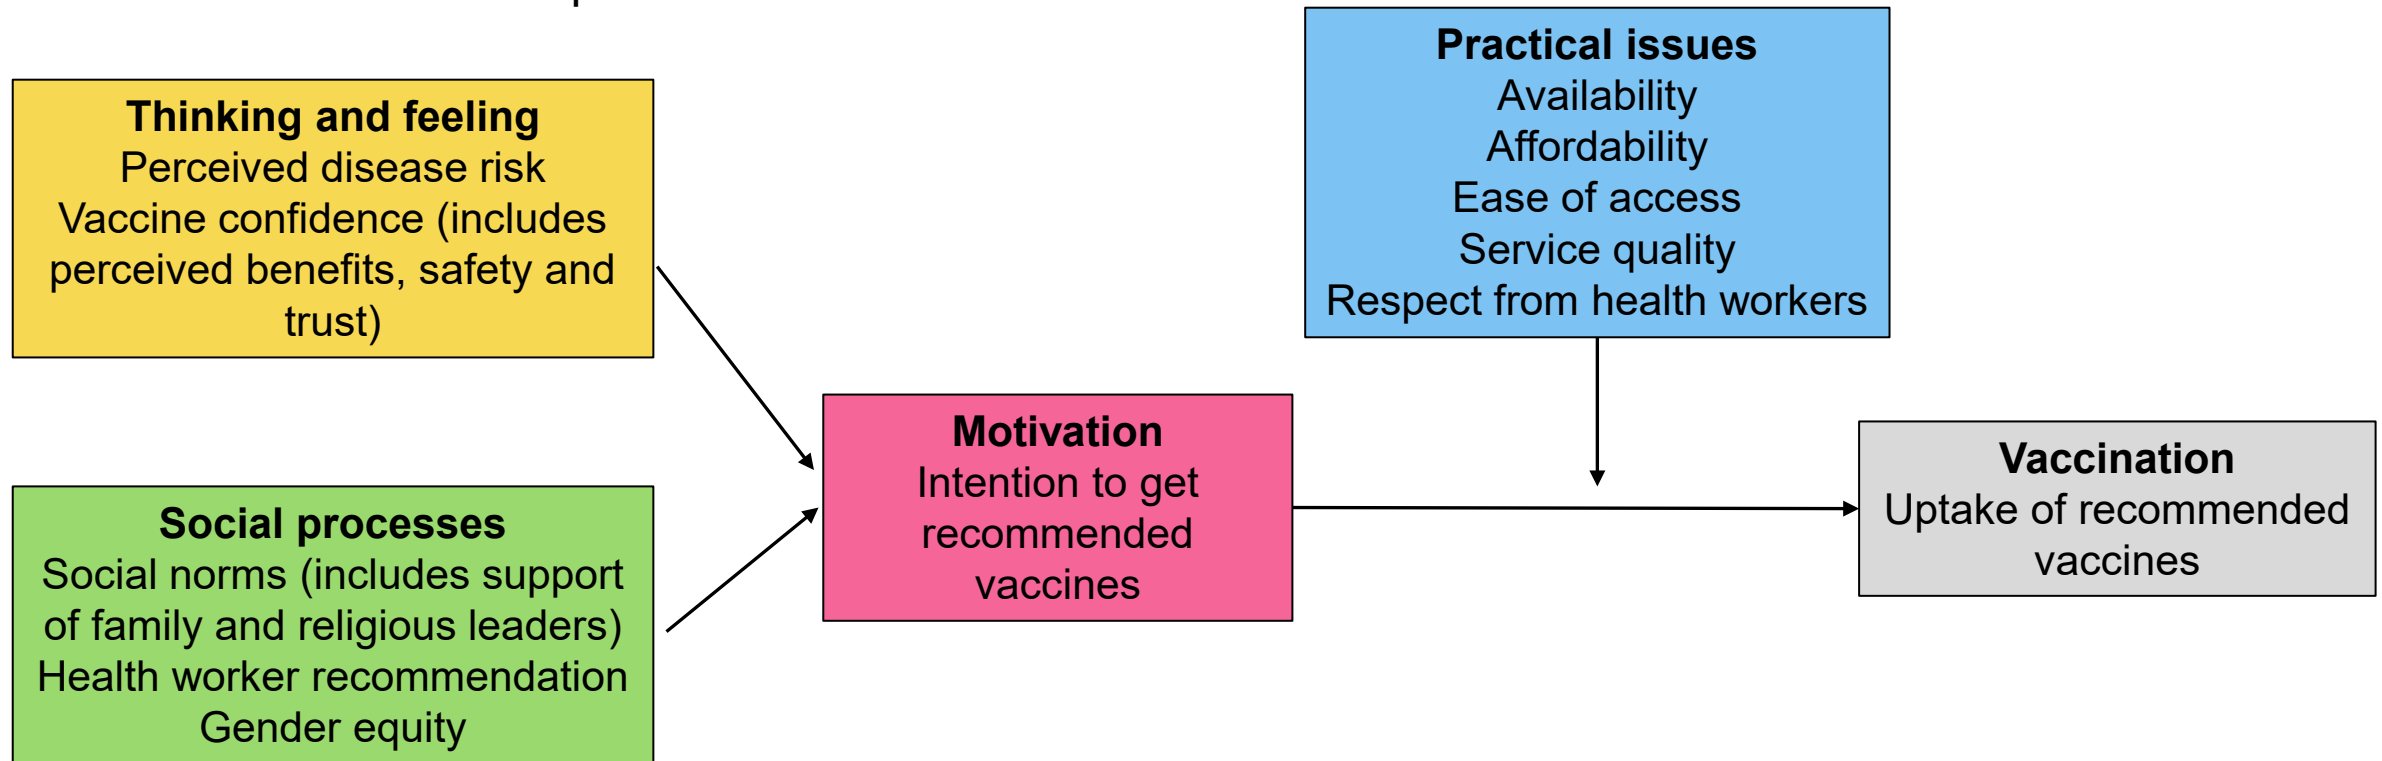 Thinking and feeling
Perceived disease risk
Vaccine confidence (includes
perceived benefits, safety and
trust)
Social processes
Social norms (includes support
of family and religious leaders)
Health worker recommendation
Gender equity
Motivation
Intention to get
recommended
vaccines
Practical issues
Availability
Affordability
Ease of access
Service quality
Respect from health workers
Vaccination
Uptake of recommended
vaccines